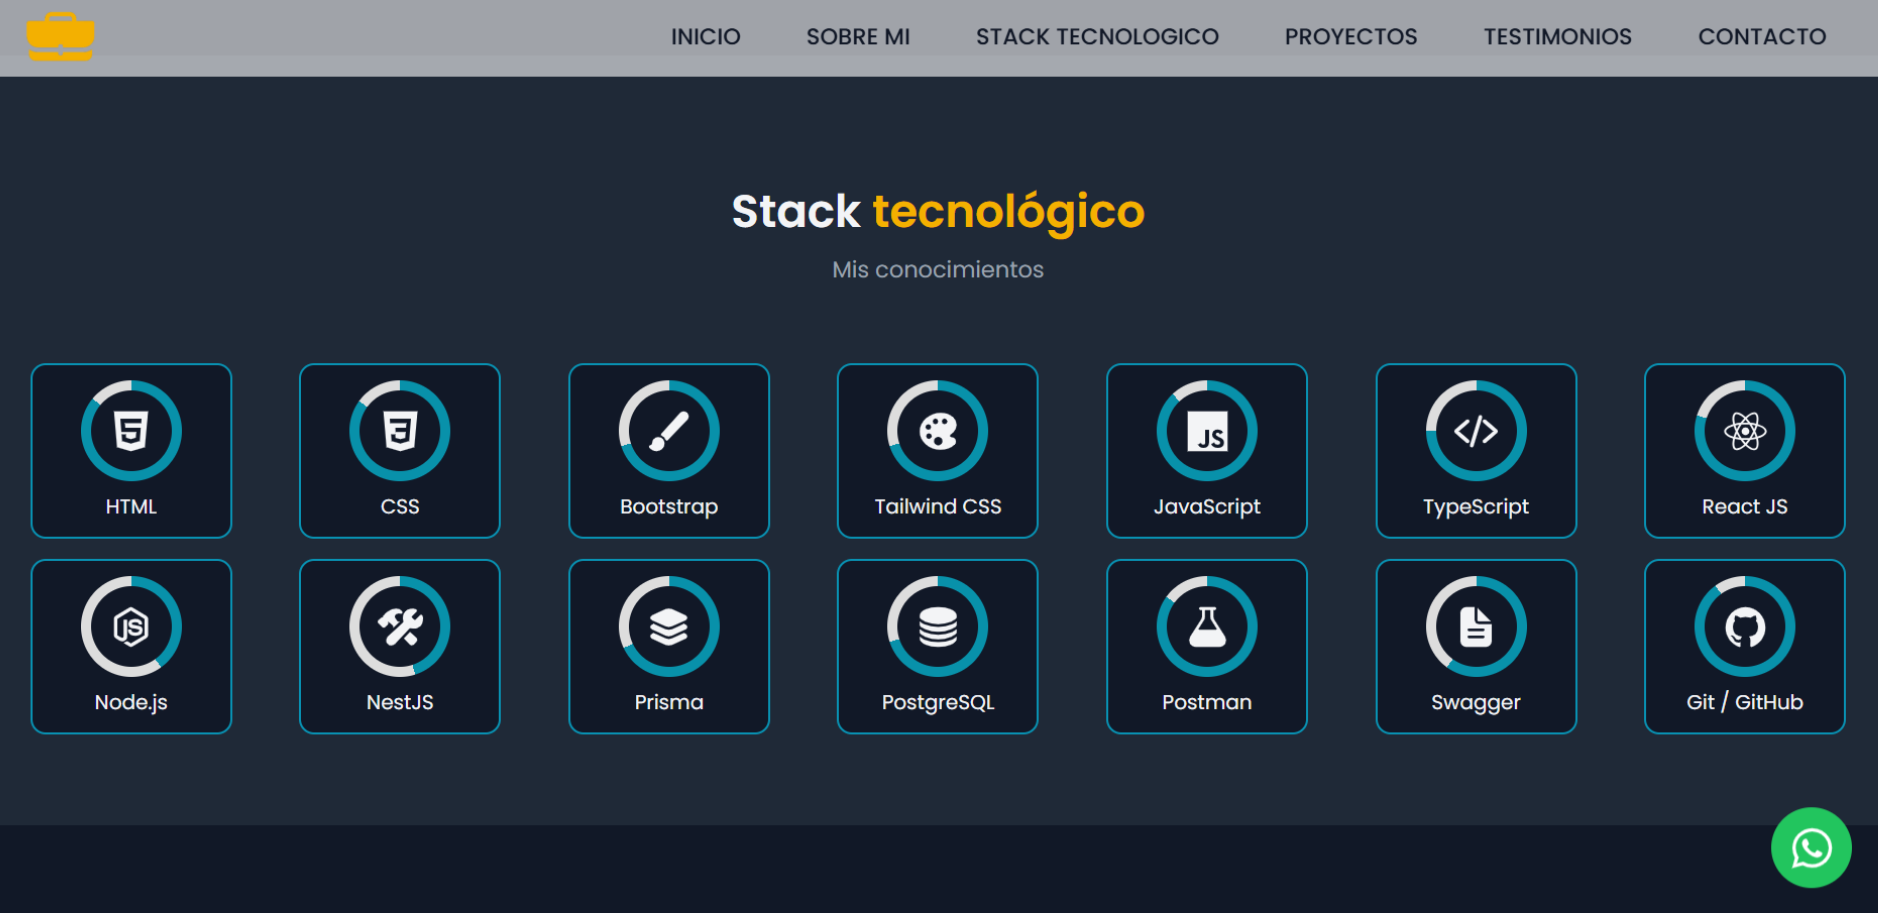 INICIO SOBRE MI STACK TECNOLOGICO PROYECTOS TESTIMONIOS CONTACTO
Stack tecnológico
Mis conocimientos
JS
HTML CSS Bootstrap Tailwind CSS JavaScript TypeScript React JS
JS
Node.js NestJS Prisma PostgreSQL Postman Swagger Git / GitHub